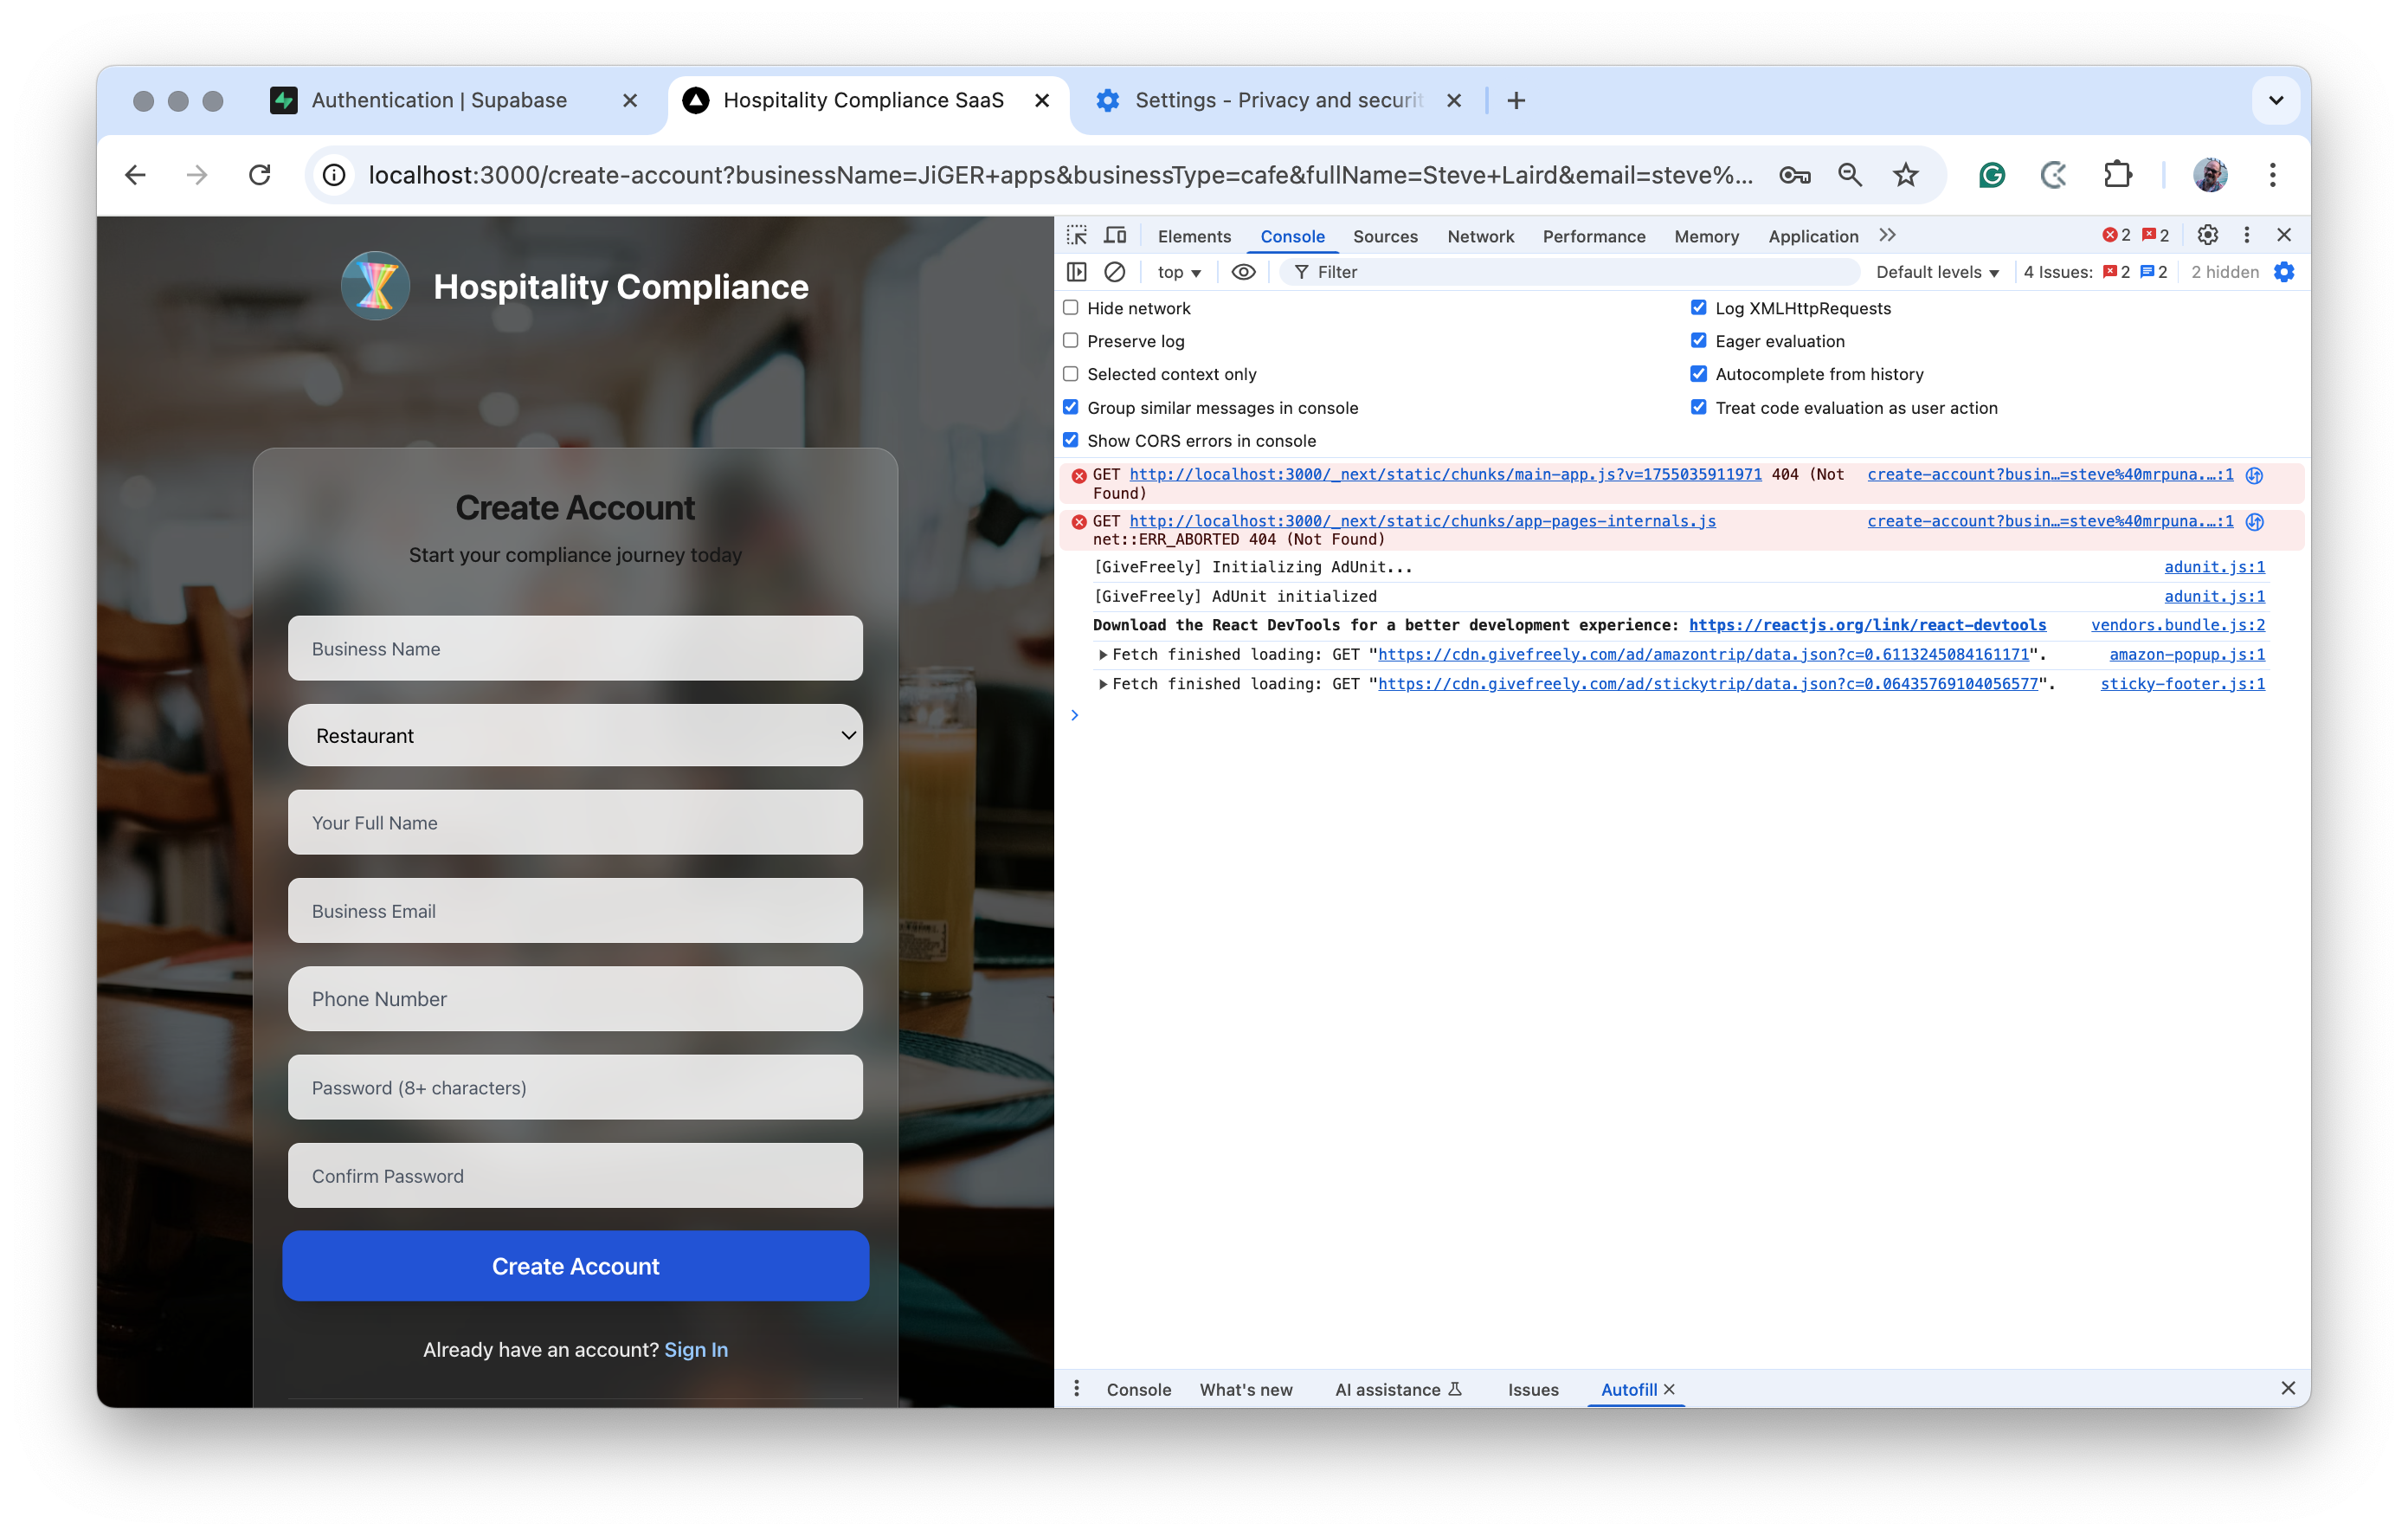 Authentication | Supabase
Hospitality Compliance SaaS
Settings - Privacy and securit
localhost:3000/create-account?businessName=JiGER+apps&businessType=cafe&fullName=Steve+Laird&email=steve%...
Hospitality Compliance
Create Account
Start your compliance journey today
Business Name
Restaurant
Your Full Name
Business Email
Phone Number
Password (8+ characters)
Confirm Password
Create Account
Already have an account? Sign In
Elements Console Sources Network Performance Memory Application 2 2
top Filter Default levels 4 Issues: 2 2 2 hidden
Hide network Log XMLHttpRequests
Preserve log Eager evaluation
Selected context only Autocomplete from history
Group similar messages in console Treat code evaluation as user action
Show CORS errors in console
GET http://localhost:3000/_next/static/chunks/main-app.js?v=1755035911971 404 (Not create-account?busin…=steve%40mrpuna.…:1
Found)
GET http://localhost:3000/_next/static/chunks/app-pages-internals.js create-account?busin…=steve%40mrpuna.…:1
net::ERR_ABORTED 404 (Not Found)
[GiveFreely] Initializing AdUnit... adunit.js:1
[GiveFreely] AdUnit initialized adunit.js:1
Download the React DevTools for a better development experience: https://reactjs.org/link/react-devtools vendors.bundle.js:2
Fetch finished loading: GET "https://cdn.givefreely.com/ad/amazontrip/data.json?c=0.6113245084161171". amazon-popup.js:1
Fetch finished loading: GET "https://cdn.givefreely.com/ad/stickytrip/data.json?c=0.06435769104056577". sticky-footer.js:1
Console What's new AI assistance Issues Autofill